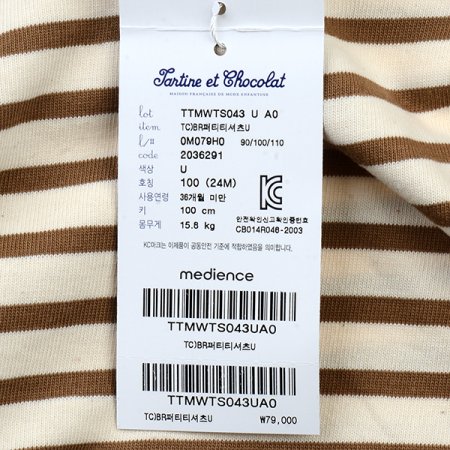 Tartine et Chocolat
MAISON FRANÇAISE DE MODE ENFANTINE
lot TTMWTS043 U A0
item TC)BR퍼티티셔츠U
l/# 0M079H0 90/100/110
code 2036291
색상 U
호칭 100 (24M)
사용연령 36개월 미만
키 100 cm
몸무게 15.6 kg
안전확인신고확인증번호
CB014R046-2003
KC마크는 이제품이 공동안전 기준에 적합하였음을 의미합니다.
medience
TTMWTS043UA0
TC)BR퍼티티셔츠U
TTMWTS043UA0
TC)BR퍼티티셔츠U ₩79,000